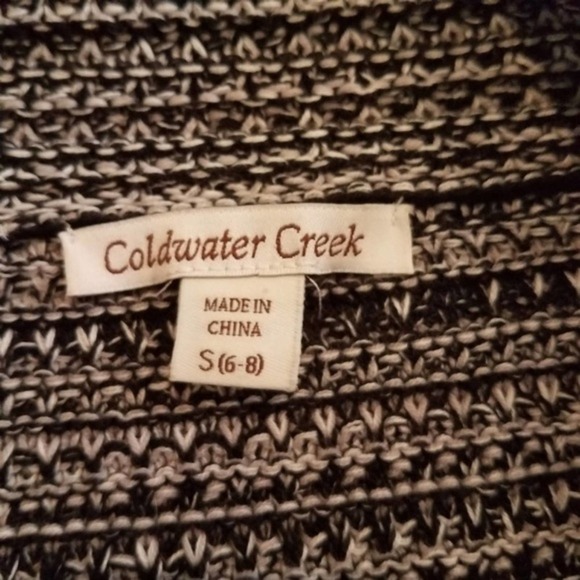 Coldwater Creek
MADE IN
CHINA
S (6-8)